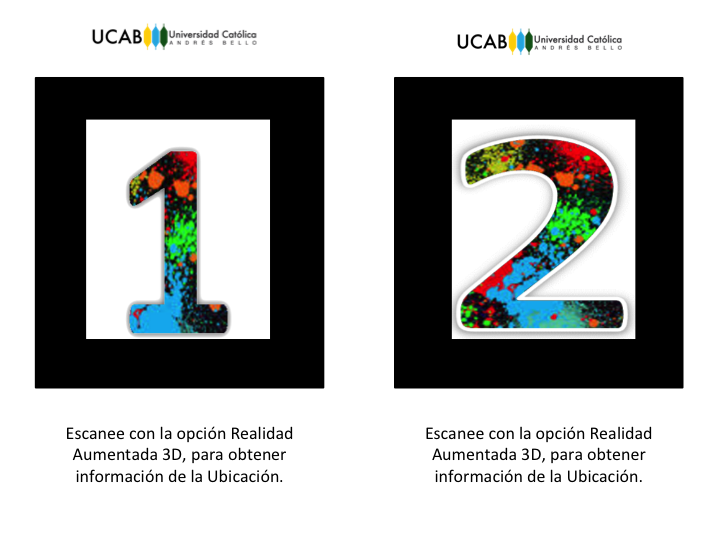 UCAB Universidad Católica
ANDRÉS BELLO
1
Escanee con la opción Realidad
Aumentada 3D, para obtener
información de la Ubicación.
UCAB Universidad Católica
ANDRÉS BELLO
2
Escanee con la opción Realidad
Aumentada 3D, para obtener
información de la Ubicación.